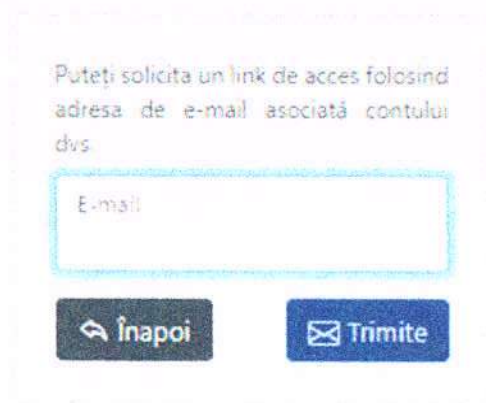 Puteți solicita un link de acces folosind
adresa de e-mail asociată contului
dvs
E-mail
Înapoi
Trimite